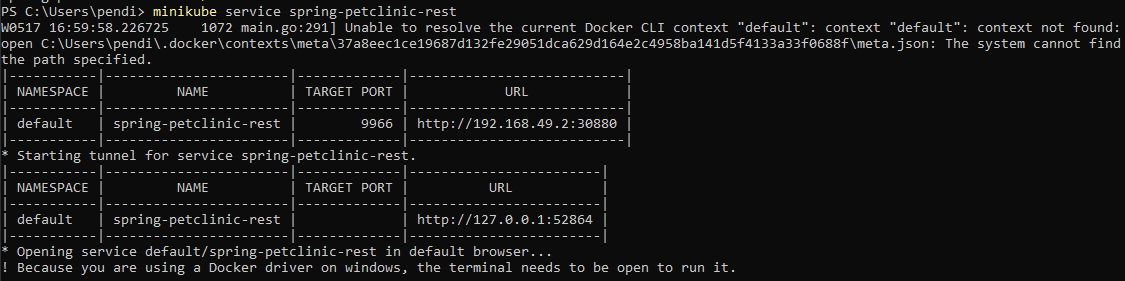 PS C:\Users\pendi> minikube service spring-petclinic-rest
W0517 16:59:58.226725    1072 main.go:291] Unable to resolve the current Docker CLI context "default": context "default": context not found:
open C:\Users\pendi\.docker\contexts\meta\37a8eec1ce19687d132fe29051dca629d164e2c4958ba141d5f4133a33f0688f\meta.json: The system cannot find
the path specified.
|-----------|-----------------------|-------------|---------------------------|
| NAMESPACE |         NAME          | TARGET PORT |            URL            |
|-----------|-----------------------|-------------|---------------------------|
| default   | spring-petclinic-rest |        9966 | http://192.168.49.2:30880 |
|-----------|-----------------------|-------------|---------------------------|
* Starting tunnel for service spring-petclinic-rest.
|-----------|-----------------------|-------------|------------------------|
| NAMESPACE |         NAME          | TARGET PORT |          URL           |
|-----------|-----------------------|-------------|------------------------|
| default   | spring-petclinic-rest |             | http://127.0.0.1:52864 |
|-----------|-----------------------|-------------|------------------------|
* Opening service default/spring-petclinic-rest in default browser...
! Because you are using a Docker driver on windows, the terminal needs to be open to run it.